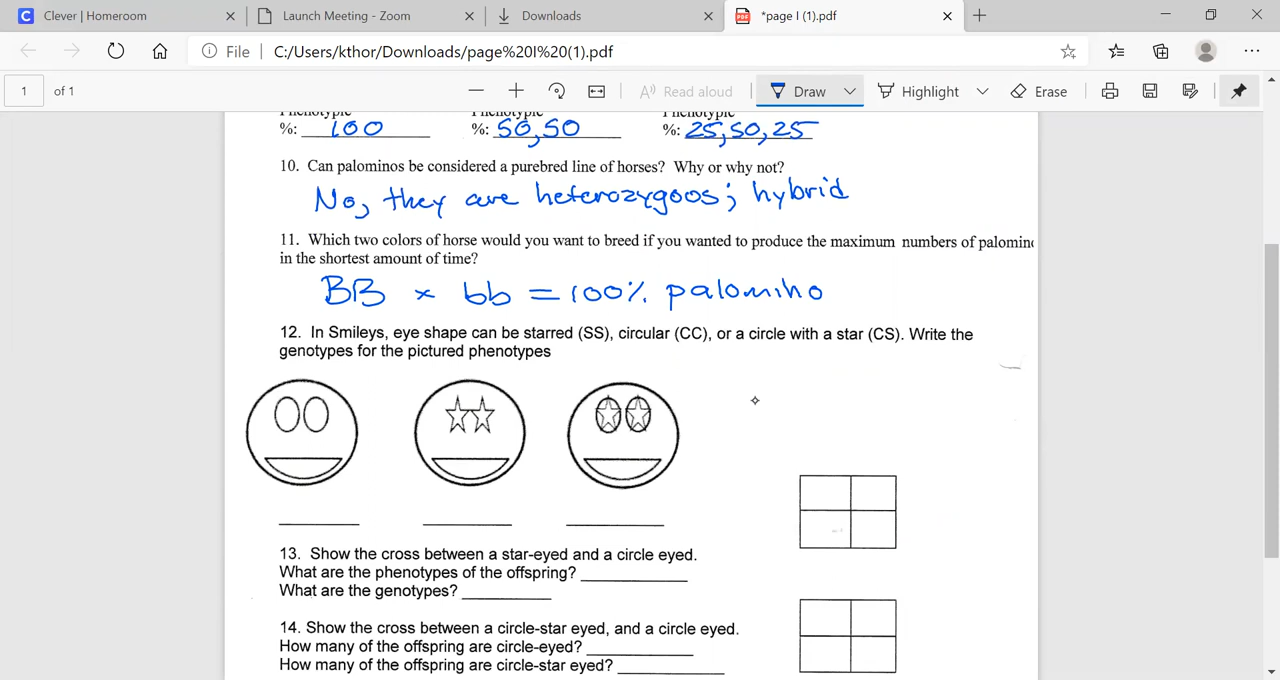 Clever | Homeroom
Launch Meeting - Zoom
Downloads
*page I (1).pdf
File C:/Users/kthor/Downloads/page%20I%20(1).pdf
1 of 1
Read aloud
Draw
Highlight
Erase
Phenotypic Phenotypic Phenotypic
%: 100 %: 50,50 %: 25,50,25
10. Can palominos be considered a purebred line of horses? Why or why not?
No, they are heterozygoos; hybrid
11. Which two colors of horse would you want to breed if you wanted to produce the maximum numbers of palomino
in the shortest amount of time?
BB × bb = 100% palomino
12. In Smileys, eye shape can be starred (SS), circular (CC), or a circle with a star (CS). Write the
genotypes for the pictured phenotypes
13. Show the cross between a star-eyed and a circle eyed.
What are the phenotypes of the offspring?
What are the genotypes?
14. Show the cross between a circle-star eyed, and a circle eyed.
How many of the offspring are circle-eyed?
How many of the offspring are circle-star eyed?